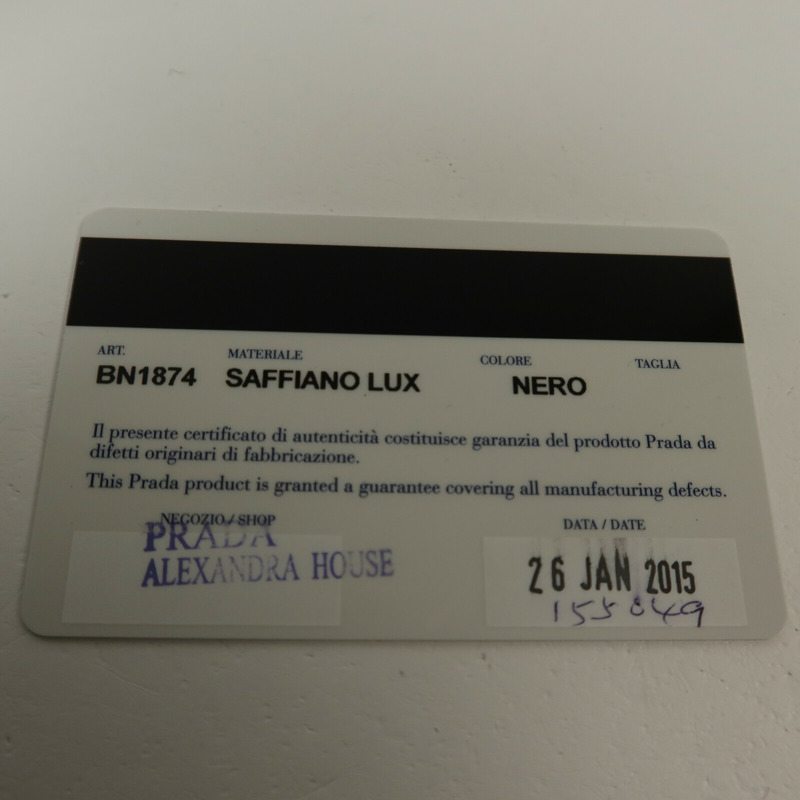 ART. MATERIALE COLORE TAGLIA
BN1874 SAFFIANO LUX NERO
Il presente certificato di autenticità costituisce garanzia del prodotto Prada da
difetti originari di fabbricazione.
This Prada product is granted a guarantee covering all manufacturing defects.
NEGOZIO / SHOP DATA / DATE
PRADA
ALEXANDRA HOUSE
26 JAN 2015